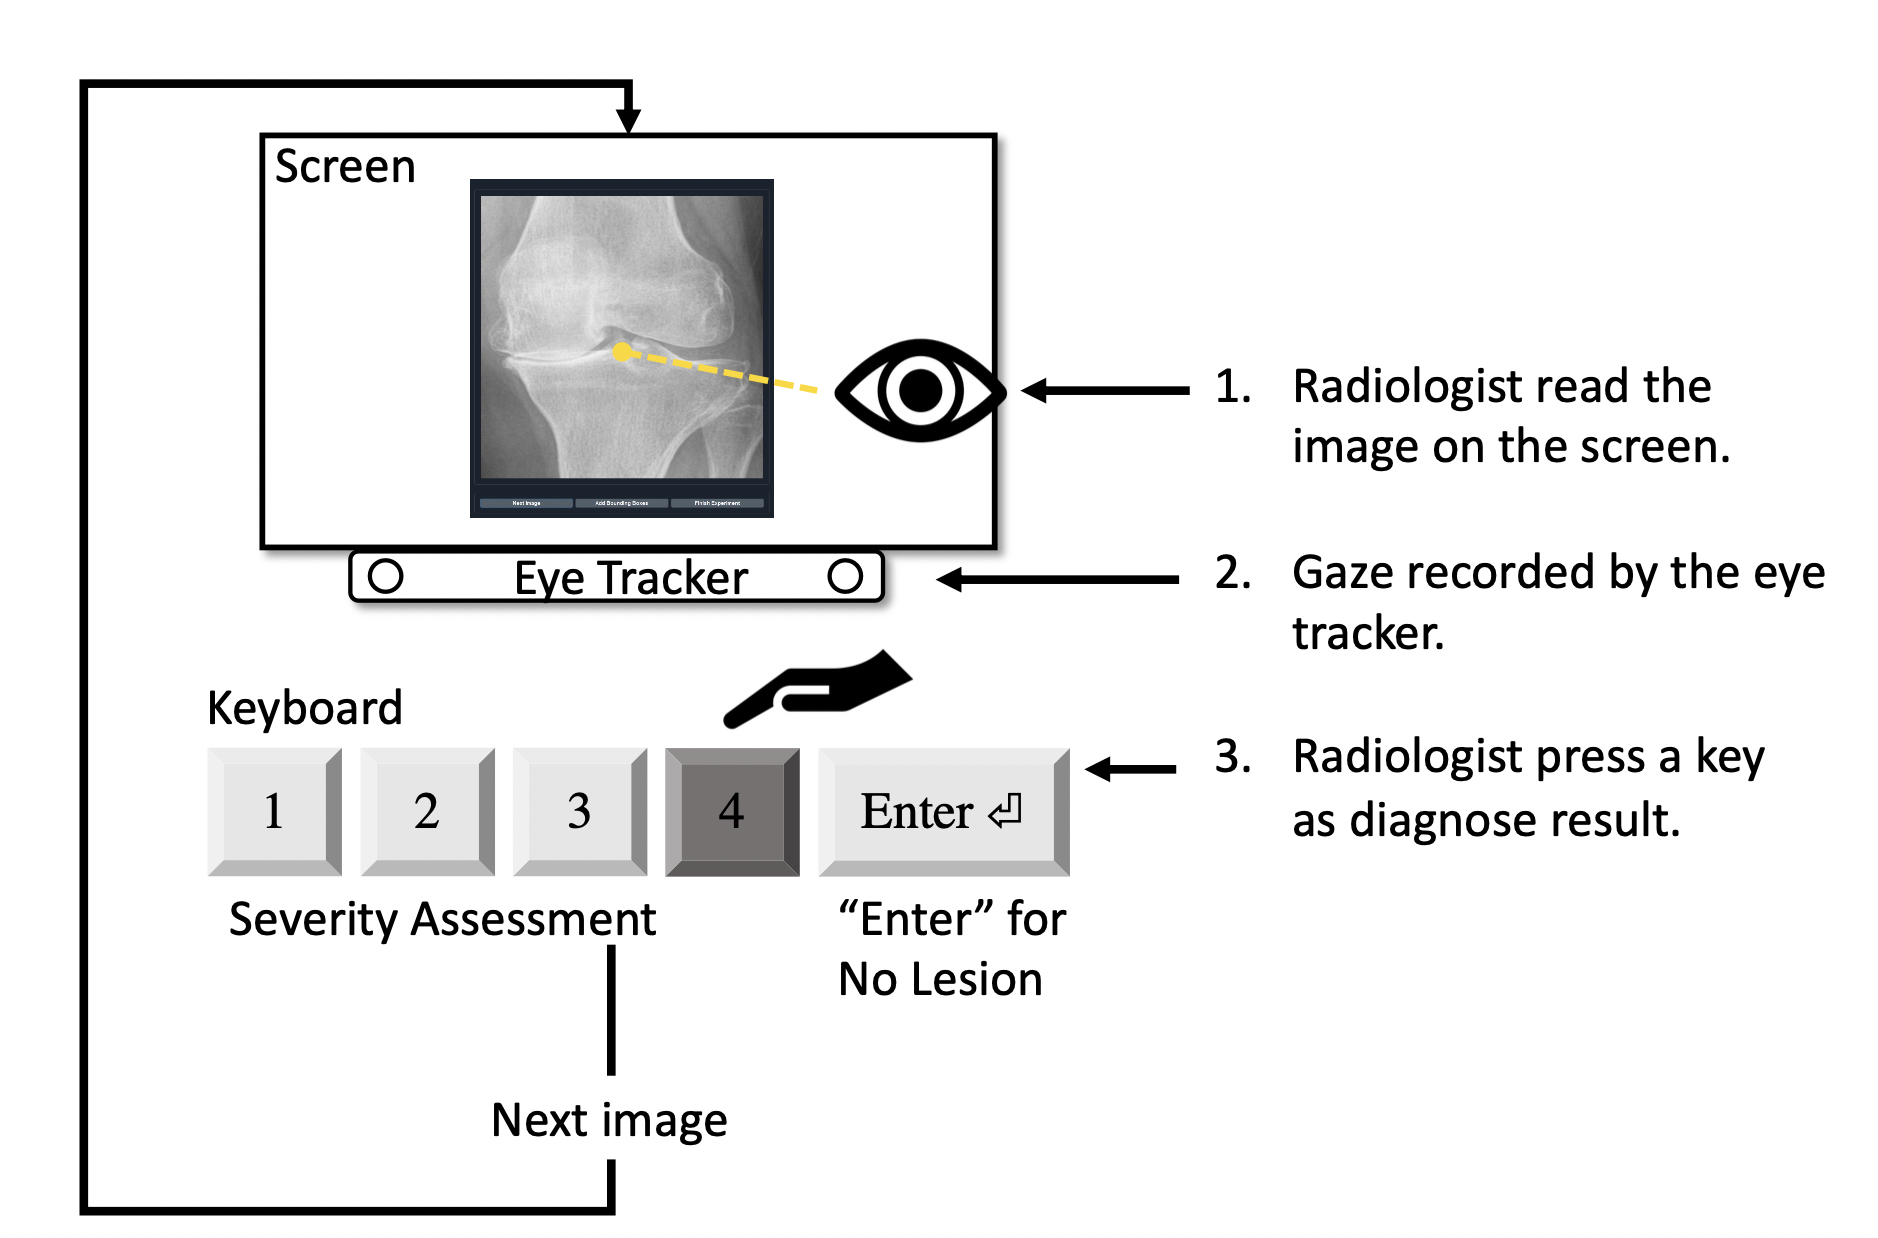 Screen
Next Image
Add Bounding Boxes
Finish Experiment
Eye Tracker
1. Radiologist read the
image on the screen.
2. Gaze recorded by the eye
tracker.
Keyboard
1
2
3
4
Enter ⏎
3. Radiologist press a key
as diagnose result.
Severity Assessment
“Enter” for
No Lesion
Next image